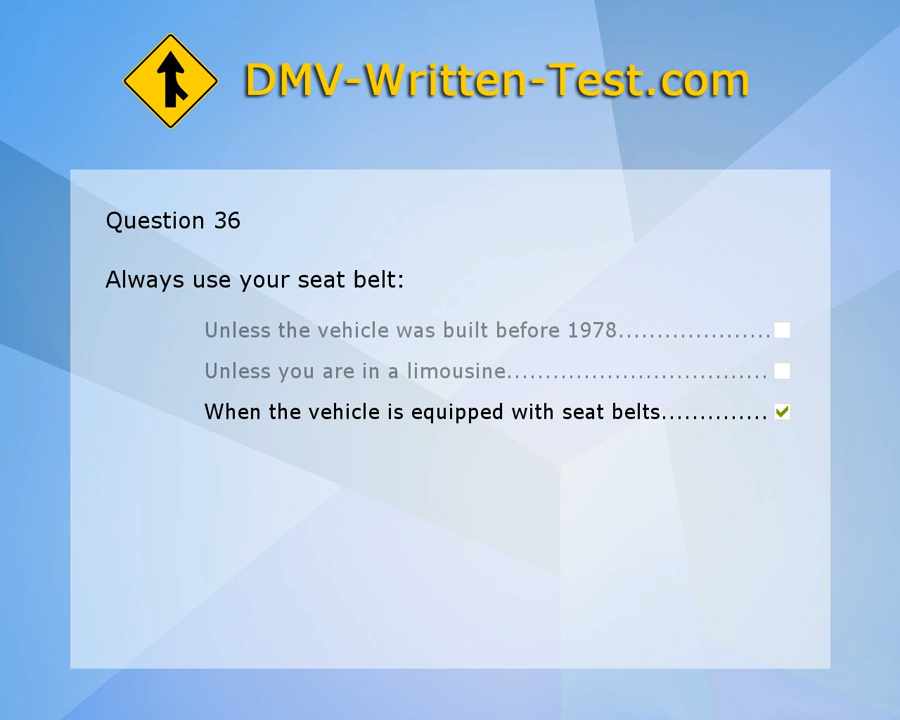 DMV-Written-Test.com
Question 36
Always use your seat belt:
Unless the vehicle was built before 1978....................
Unless you are in a limousine..................................
When the vehicle is equipped with seat belts..............